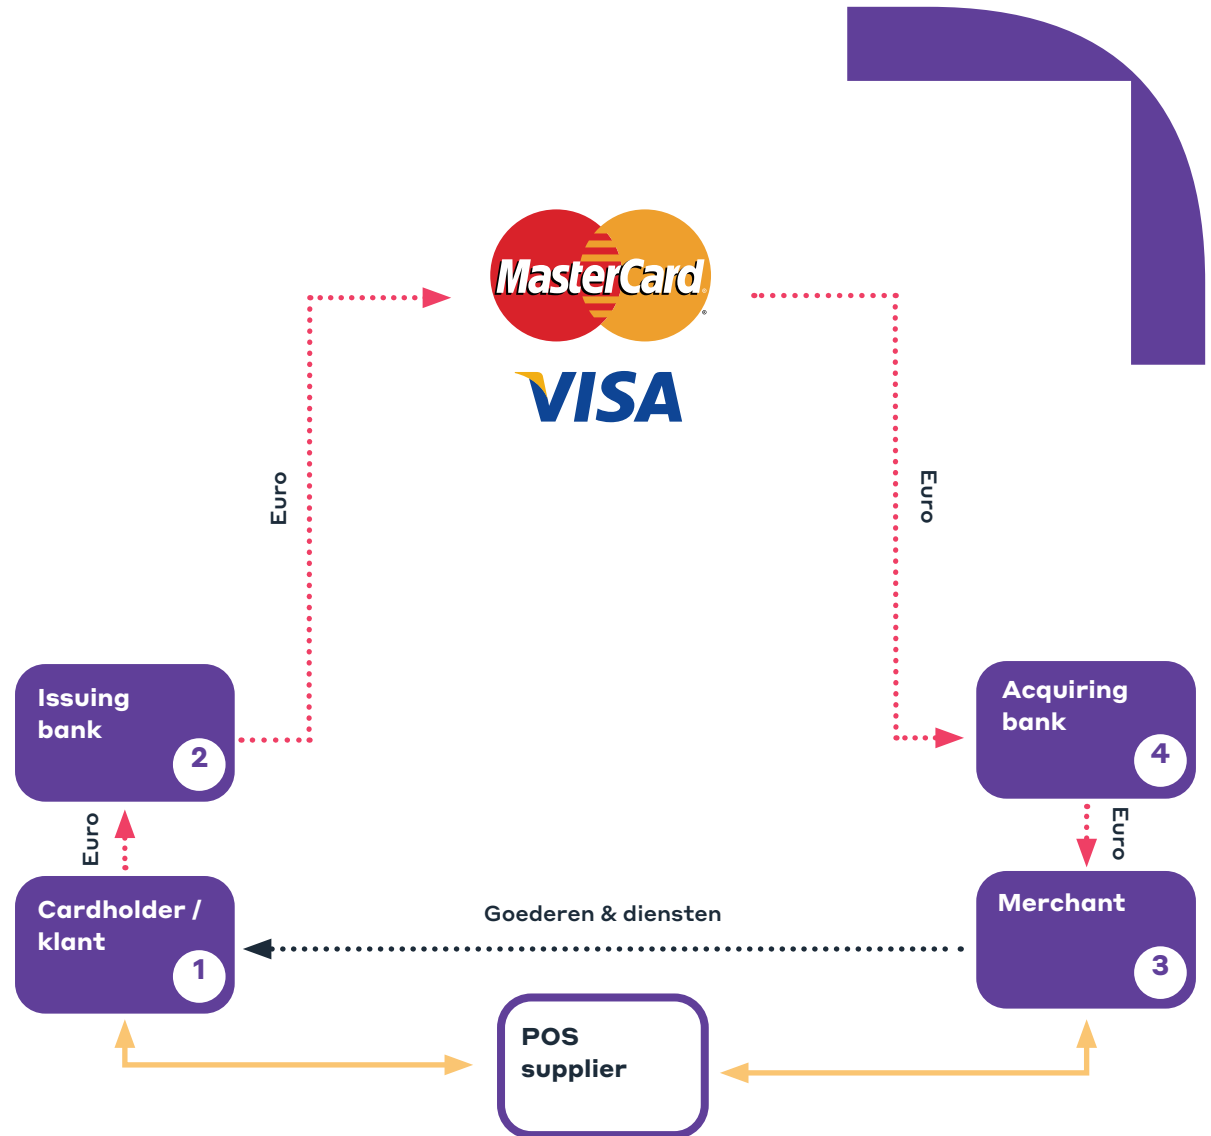 MasterCard
VISA
Euro
Euro
Issuing
bank
2
Acquiring
bank
4
Euro
Euro
Cardholder /
klant
1
Goederen & diensten
Merchant
3
POS
supplier